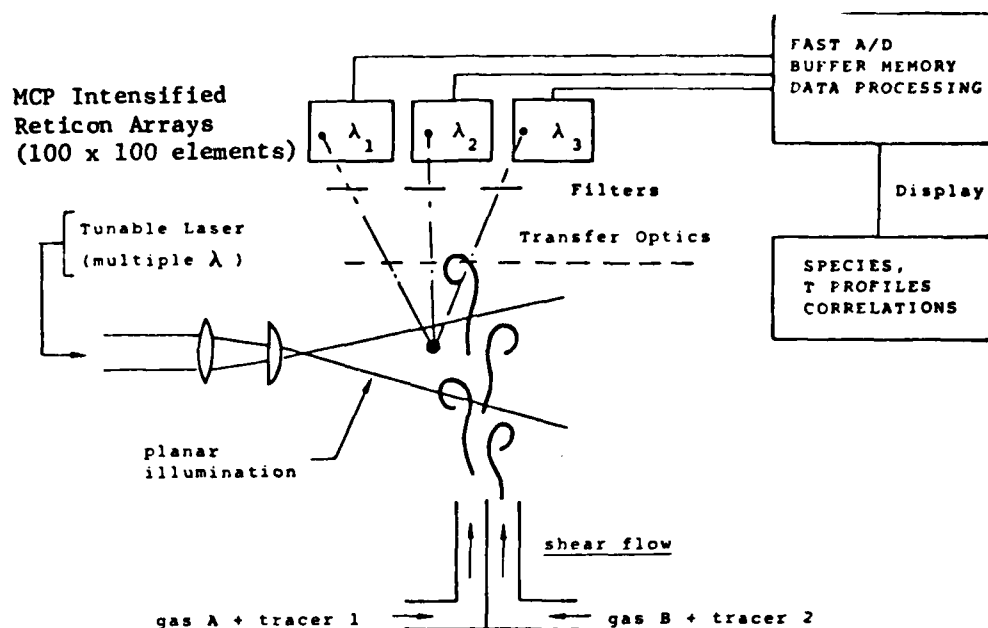 FAST A/D
BUFFER MEMORY
DATA PROCESSING
MCP Intensified
Reticon Arrays
(100 x 100 elements)
λ1
λ2
λ3
Filters
Display
Tunable Laser
(multiple λ )
Transfer Optics
SPECIES,
T PROFILES
CORRELATIONS
planar
illumination
shear flow
gas A + tracer 1
gas B + tracer 2